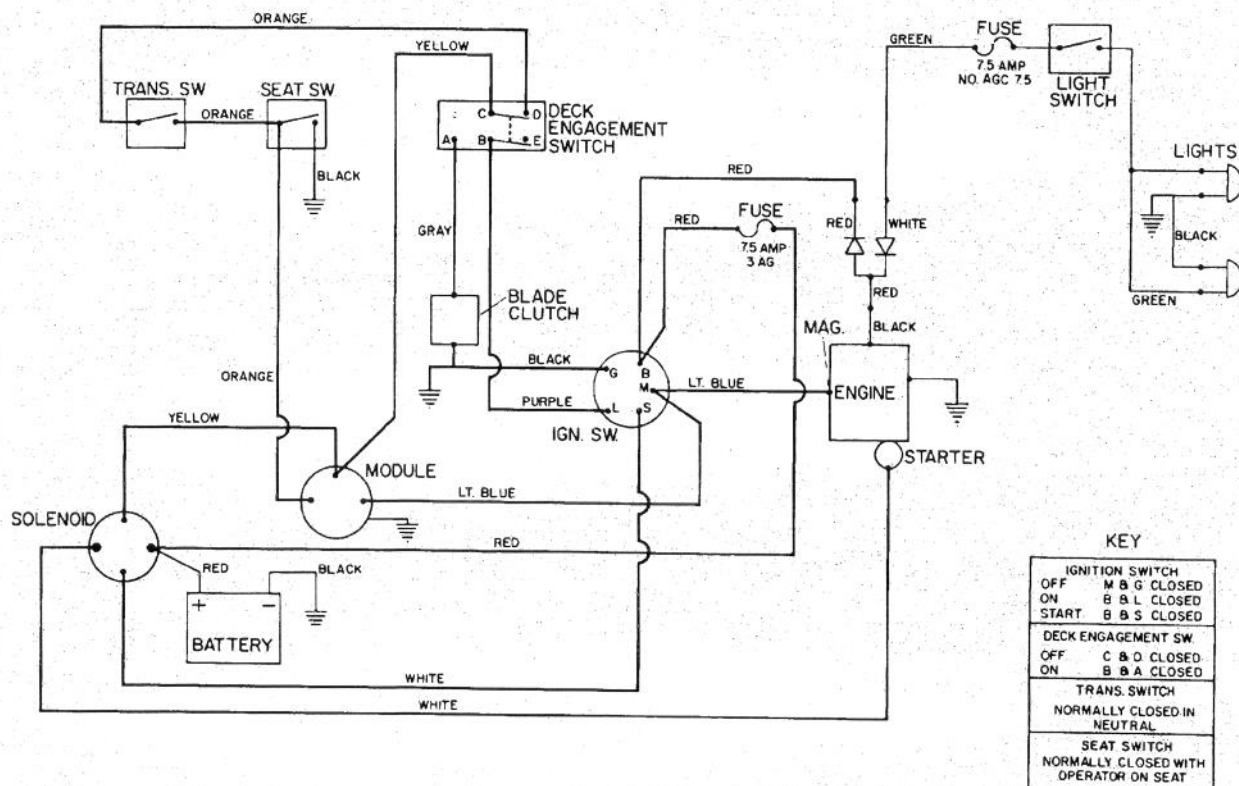 ORANGE
YELLOW
FUSE
GREEN
7.5 AMP
NO. AGC 7.5
LIGHT
SWITCH
TRANS. SW
SEAT SW.
ORANGE
C
D
DECK
ENGAGEMENT
SWITCH
A
B
E
LIGHTS
BLACK
RED
RED
FUSE
RED
WHITE
GRAY
7.5 AMP
3 AG
BLACK
BLADE
CLUTCH
RED
GREEN
MAG.
BLACK
ORANGE
BLACK
G
B
M
LT. BLUE
ENGINE
PURPLE
L
S
YELLOW
IGN. SW.
STARTER
MODULE
LT. BLUE
SOLENOID
RED
RED
BLACK
+
-
BATTERY
WHITE
WHITE
KEY
IGNITION SWITCH
OFF M & G CLOSED
ON B & L CLOSED
START B & S CLOSED
DECK ENGAGEMENT SW.
OFF C & D CLOSED
ON B & A CLOSED
TRANS. SWITCH
NORMALLY CLOSED IN
NEUTRAL
SEAT SWITCH
NORMALLY CLOSED WITH
OPERATOR ON SEAT